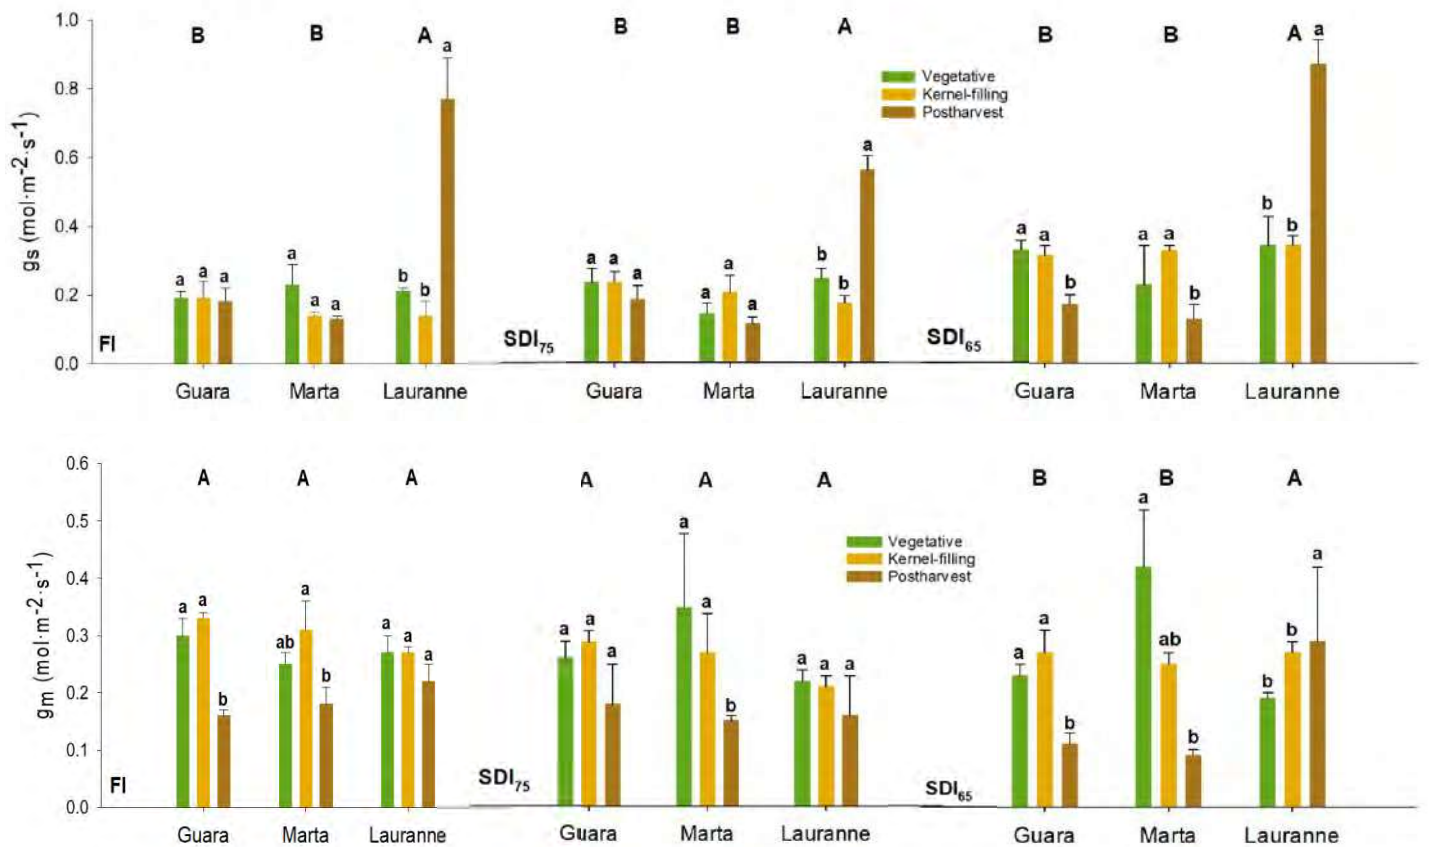 1.0
0.8
0.6
0.4
0.2
0.0
gs (mol·m-2·s-1)
B B A
a
a a a
a a a
b b
FI
Guara Marta Lauranne
B B A
Vegetative
Kernel-filling
Postharvest
a
a a a
a a a
b b
SDI75
Guara Marta Lauranne
B B A a
a a b
a a b
b b
SDI65
Guara Marta Lauranne
0.6
0.5
0.4
0.3
0.2
0.1
0.0
gm (mol·m-2·s-1)
A A A
a a b
ab a b
a a a
FI
Guara Marta Lauranne
A A A
Vegetative
Kernel-filling
Postharvest
a a a
a a b
a a a
SDI75
Guara Marta Lauranne
B B A
a a b
a ab b
b b a
SDI65
Guara Marta Lauranne